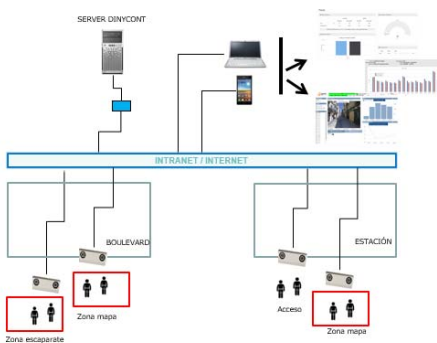 SERVER DINYCONT
INTRANET / INTERNET
BOULEVARD
ESTACIÓN
Zona mapa
Acceso
Zona escaparate
Zona mapa